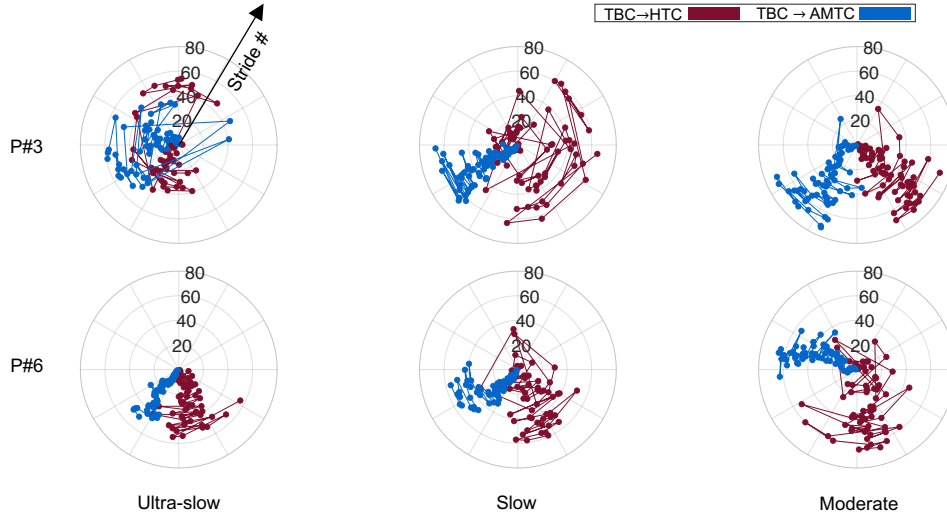 TBC→HTC TBC → AMTC
80 80 80
60 60 60
40 40 40
20 20 20
Stride #
P#3
80 80 80
60 60 60
40 40 40
20 20 20
P#6
Ultra-slow Slow Moderate